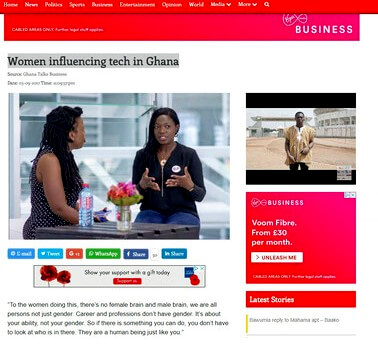 Home News Politics Sports Business Entertainment Opinion World Media More
BUSINESS
CABLED AREAS ONLY. Further legal stuff applies.
Women influencing tech in Ghana
Source: Ghana Talks Business
E-mail Tweet +1 WhatsApp Share Share
Show your support with a gift today
BUSINESS
Voom Fibre.
From £30
per month.
UNLEASH ME
CABLED AREAS ONLY. Further legal stuff applies.
Latest Stories
Bawumia reply to Mahama apt – Baako
"To the women doing this, there's no female brain and male brain, we are all
persons not just gender. Career and professions don't have gender. It's about
your ability, not your gender. So if there is something you can do, you don't have
to look at who is in there. They are a human being just like you."